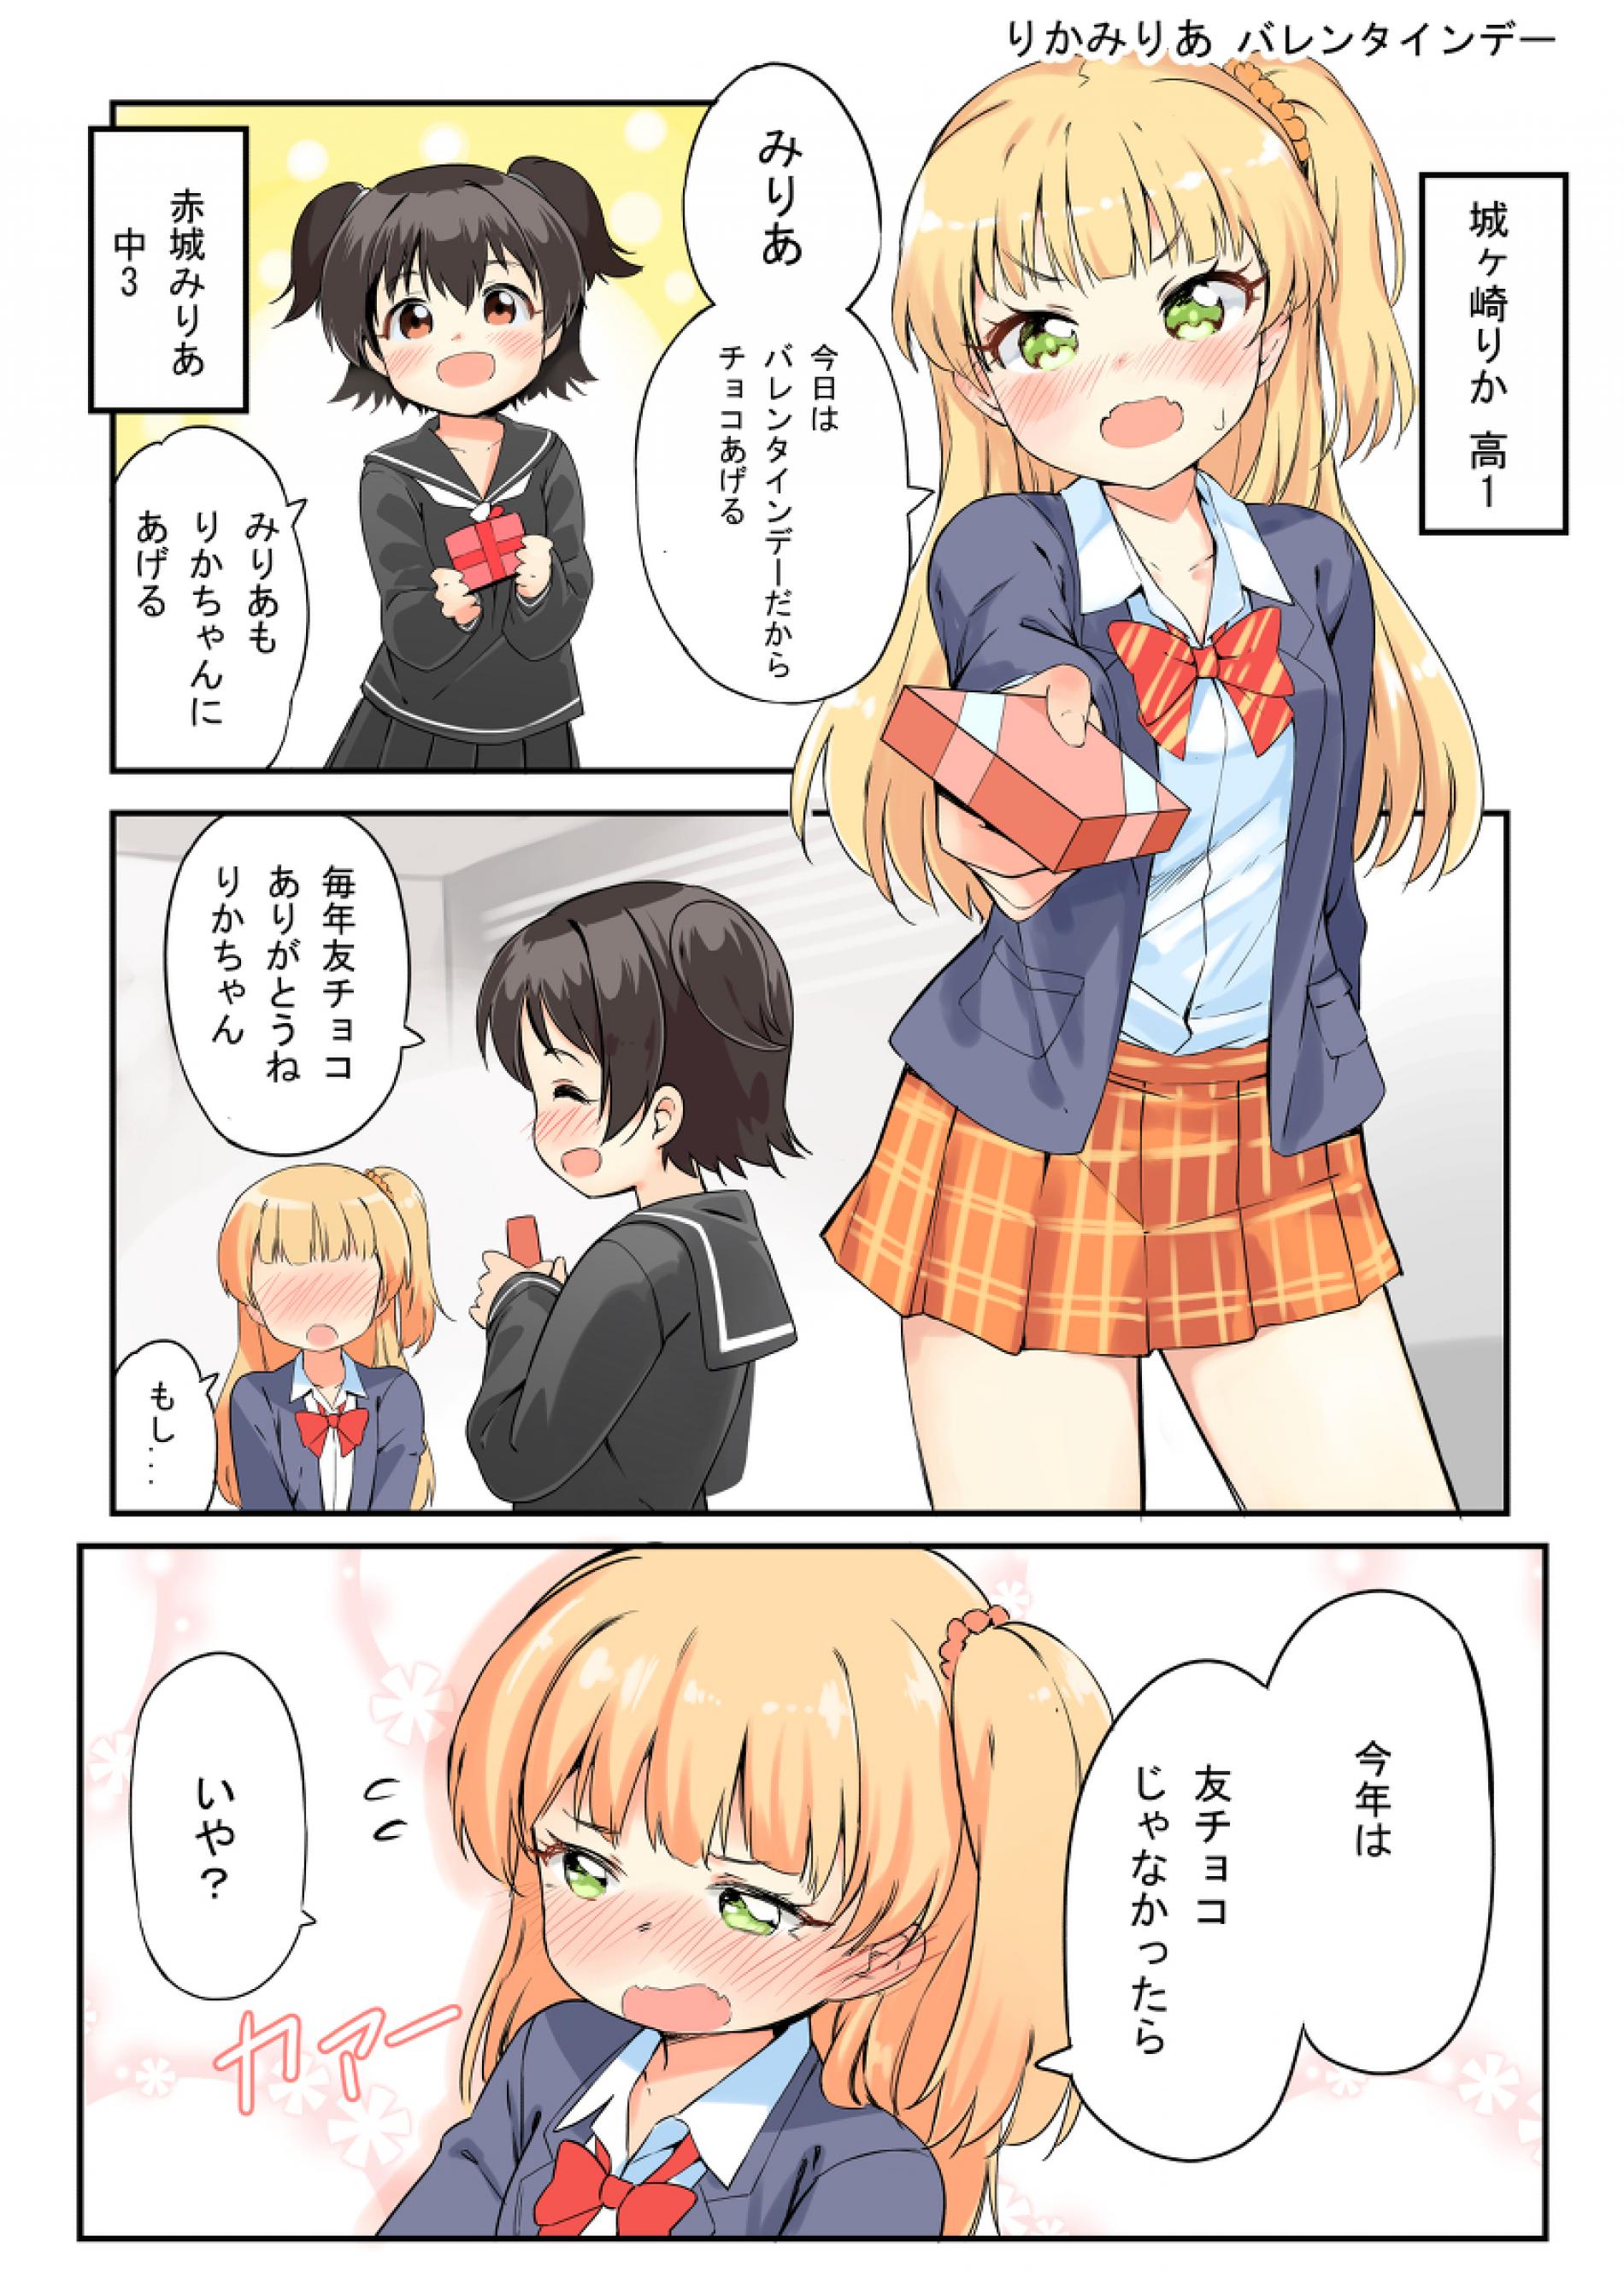 りかみりあ バレンタインデー
城ヶ崎りか 高1
みりあ
今日は
バレンタインデーだから
チョコあげる
赤城みりあ
中3
みりあも
りかちゃんに
あげる
毎年友チョコ
ありがとうね
りかちゃん
もし...
今年は
友チョコ
じゃなかったら
いや?
カアー